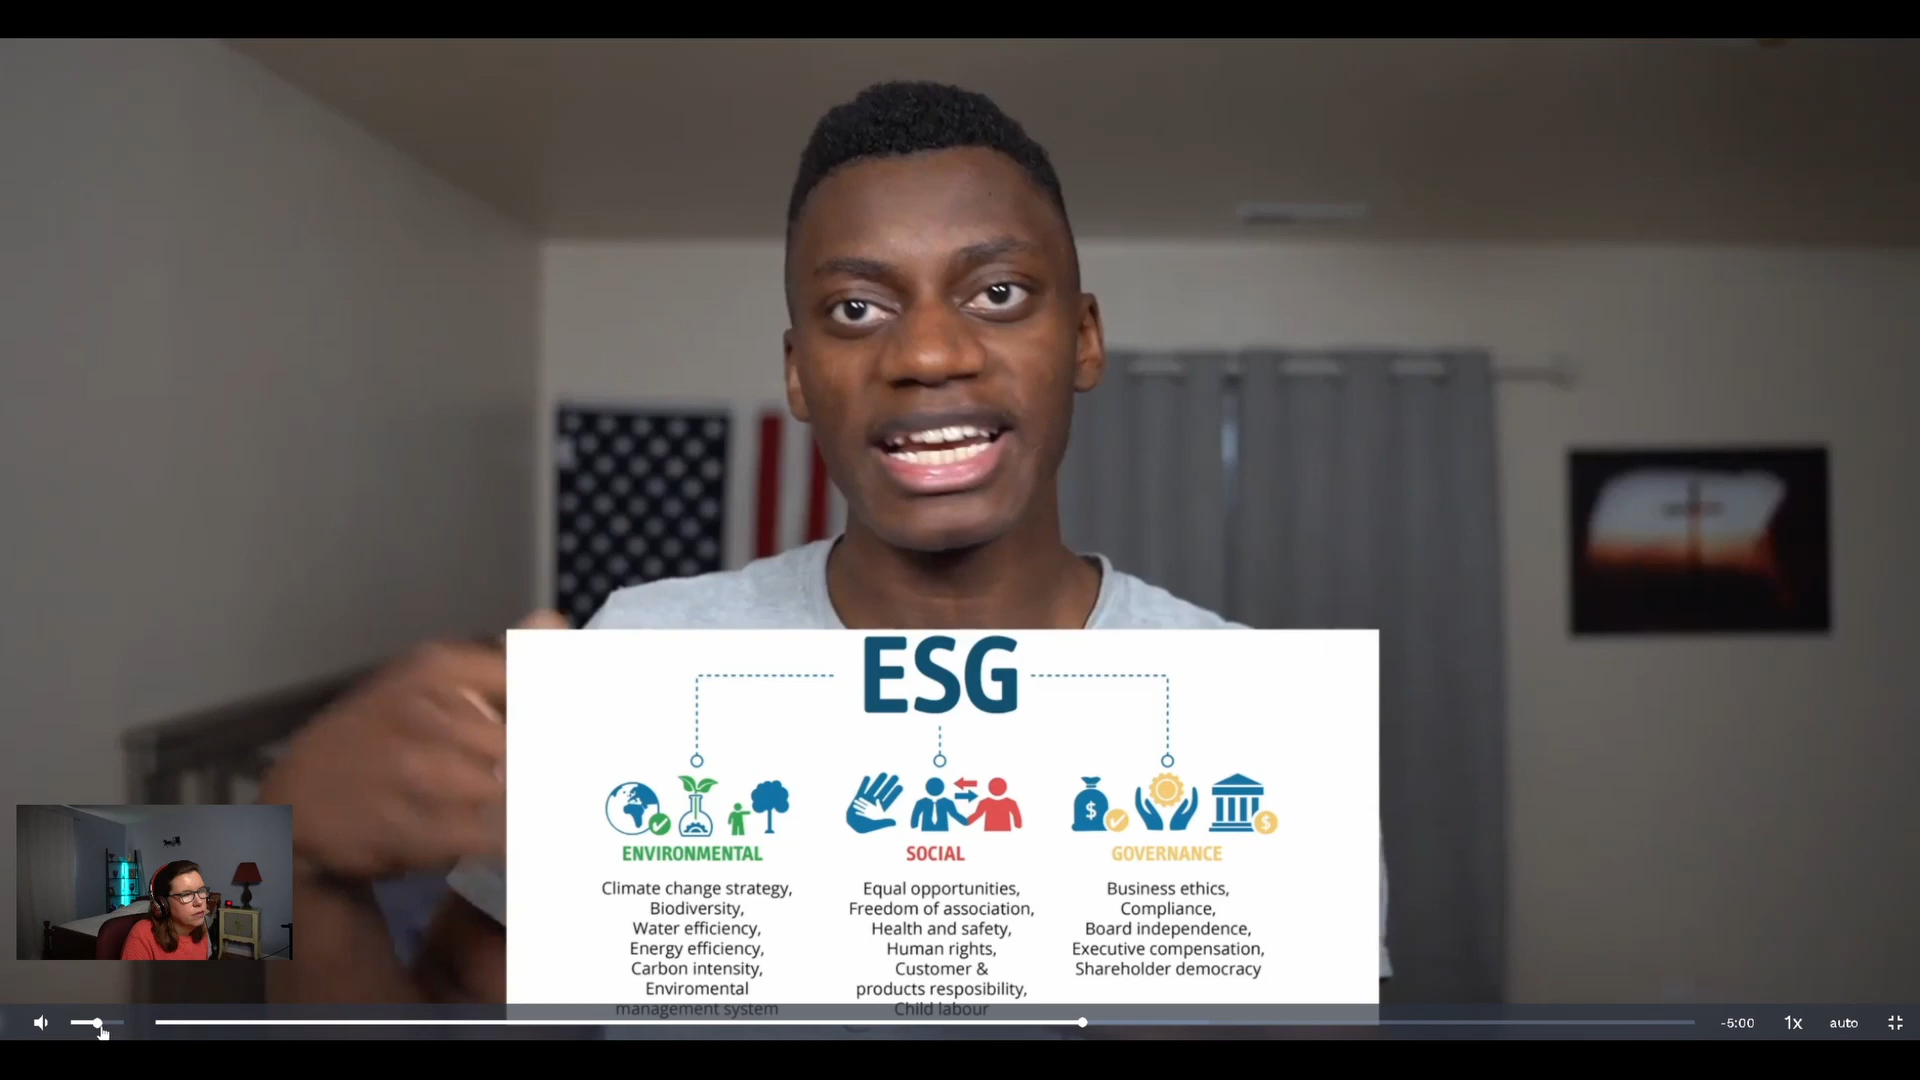 ESG
ENVIRONMENTAL
Climate change strategy,
Biodiversity,
Water efficiency,
Energy efficiency,
Carbon intensity,
Enviromental
management system
SOCIAL
Equal opportunities,
Freedom of association,
Health and safety,
Human rights,
Customer &
products resposibility,
Child labour
GOVERNANCE
Business ethics,
Compliance,
Board independence,
Executive compensation,
Shareholder democracy
$
$
-5:00
1x
auto